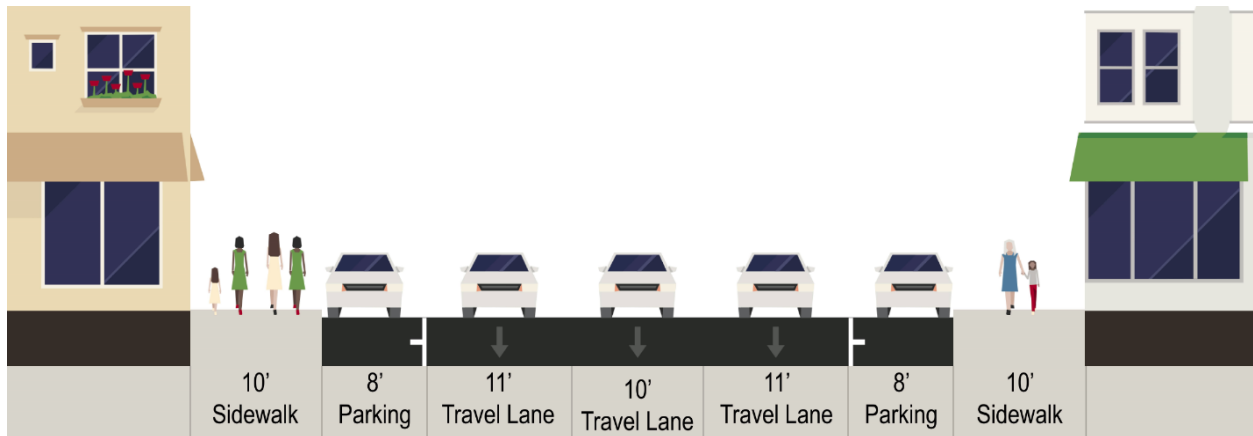 10’
Sidewalk
8’
Parking
11’
Travel Lane
10’
Travel Lane
11’
Travel Lane
8’
Parking
10’
Sidewalk